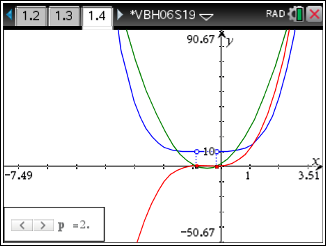 1.2 1.3 1.4 *VBH06S19 RAD
90.67 y
10
x
-7.49 1 3.51
p =2.
-50.67